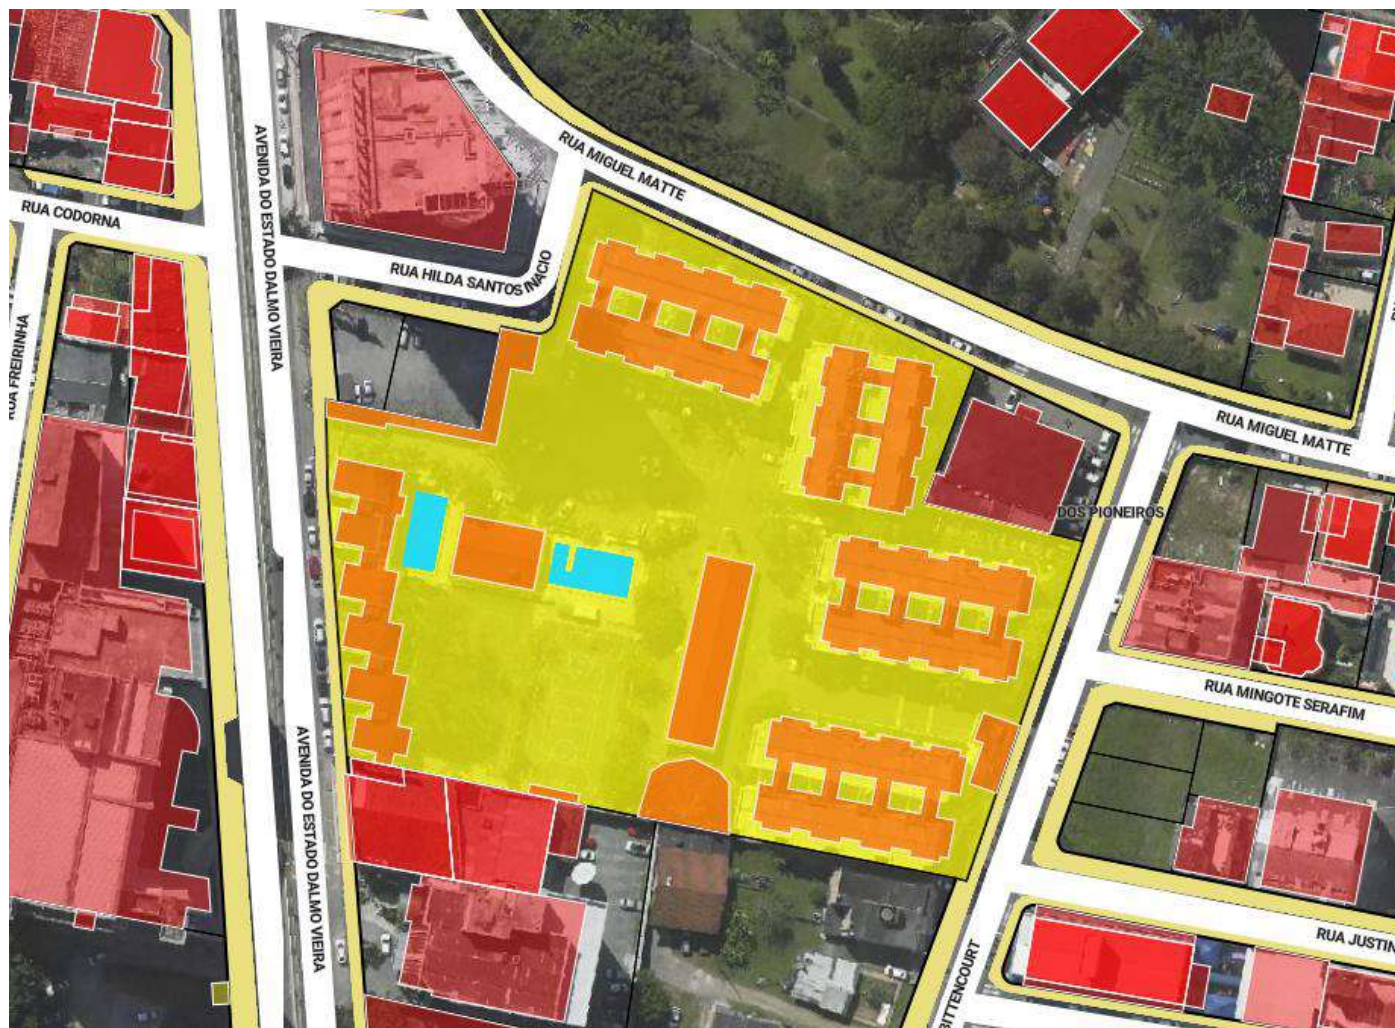 RUA MIGUEL MATTE
AVENIDA DO ESTADO DALMO VIEIRA
RUA CODORNA
RUA HILDA SANTOS INACIO
RUA FREIRINHA
RUA MIGUEL MATTE
DOS PIONEIROS
RUA MINGOTE SERAFIM
AVENIDA DO ESTADO DALMO VIEIRA
RUA JUSTIN
BITTENCOURT